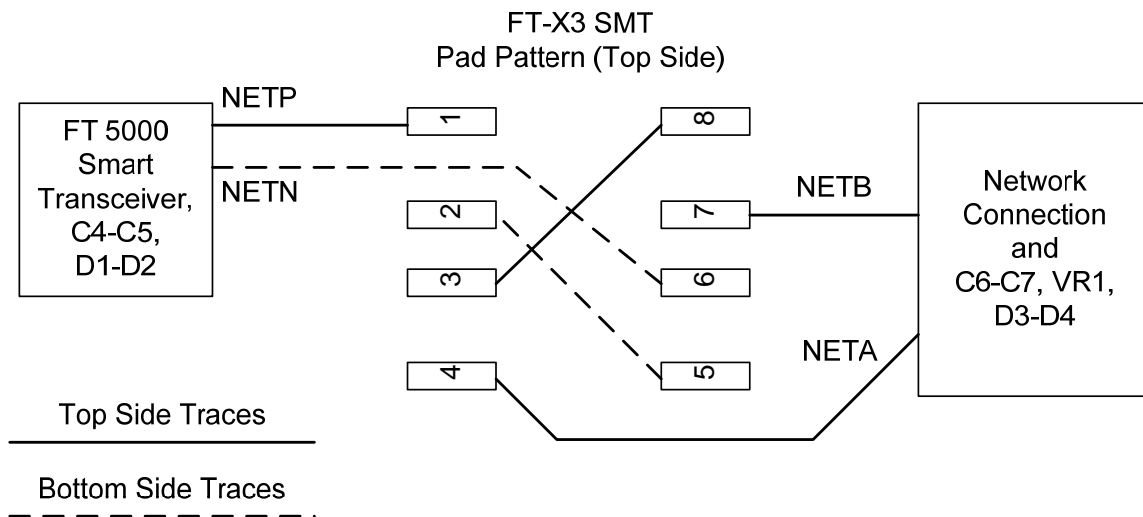 FT-X3 SMT
Pad Pattern (Top Side)
NETP
FT 5000
Smart
Transceiver,
C4-C5,
D1-D2
NETN
1
2
3
4
8
7
6
5
NETB
NETA
Network
Connection
and
C6-C7, VR1,
D3-D4
Top Side Traces
Bottom Side Traces